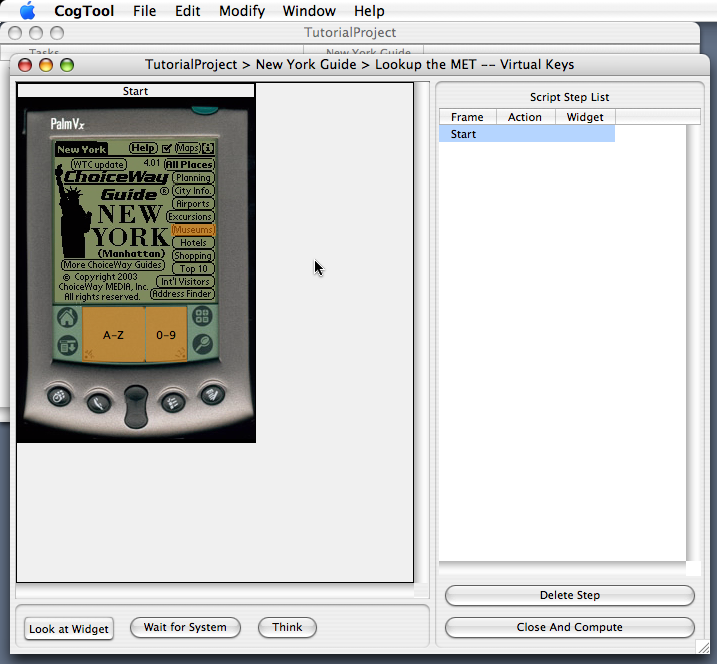 CogTool File Edit Modify Window Help
TutorialProject
Tasks New York Guide
TutorialProject > New York Guide > Lookup the MET -- Virtual Keys
Start
PalmVx
New York Help Maps i
WTC update 4.01 All Places
ChoiceWay
Guide ®
NEW
YORK
(Manhattan)
More ChoiceWay Guides
© Copyright 2003
ChoiceWay MEDIA, Inc.
All rights reserved.
Planning
City Info.
Airports
Excursions
Museums
Hotels
Shopping
Top 10
Int'l Visitors
Address Finder
A-Z 0-9
Script Step List
Frame Action Widget
Start
Delete Step
Close And Compute
Look at Widget Wait for System Think